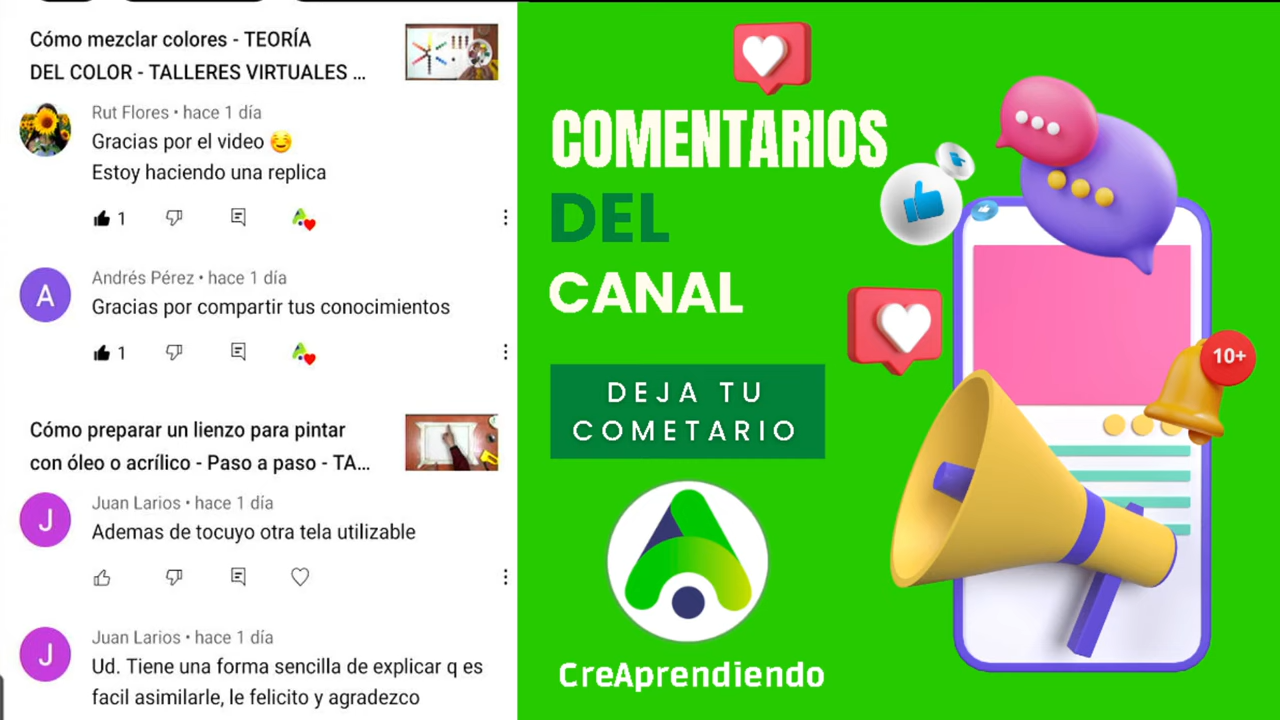 Cómo mezclar colores - TEORÍA
DEL COLOR - TALLERES VIRTUALES ...
Rut Flores • hace 1 día
Gracias por el video 😊
Estoy haciendo una replica
1
Andrés Pérez • hace 1 día
A
Gracias por compartir tus conocimientos
1
Cómo preparar un lienzo para pintar
con óleo o acrílico - Paso a paso - TA...
Juan Larios • hace 1 día
J
Ademas de tocuyo otra tela utilizable
Juan Larios • hace 1 día
J
Ud. Tiene una forma sencilla de explicar q es
facil asimilarle, le felicito y agradezco
COMENTARIOS
DEL
CANAL
DEJA TU
COMETARIO
CreAprendiendo
10+